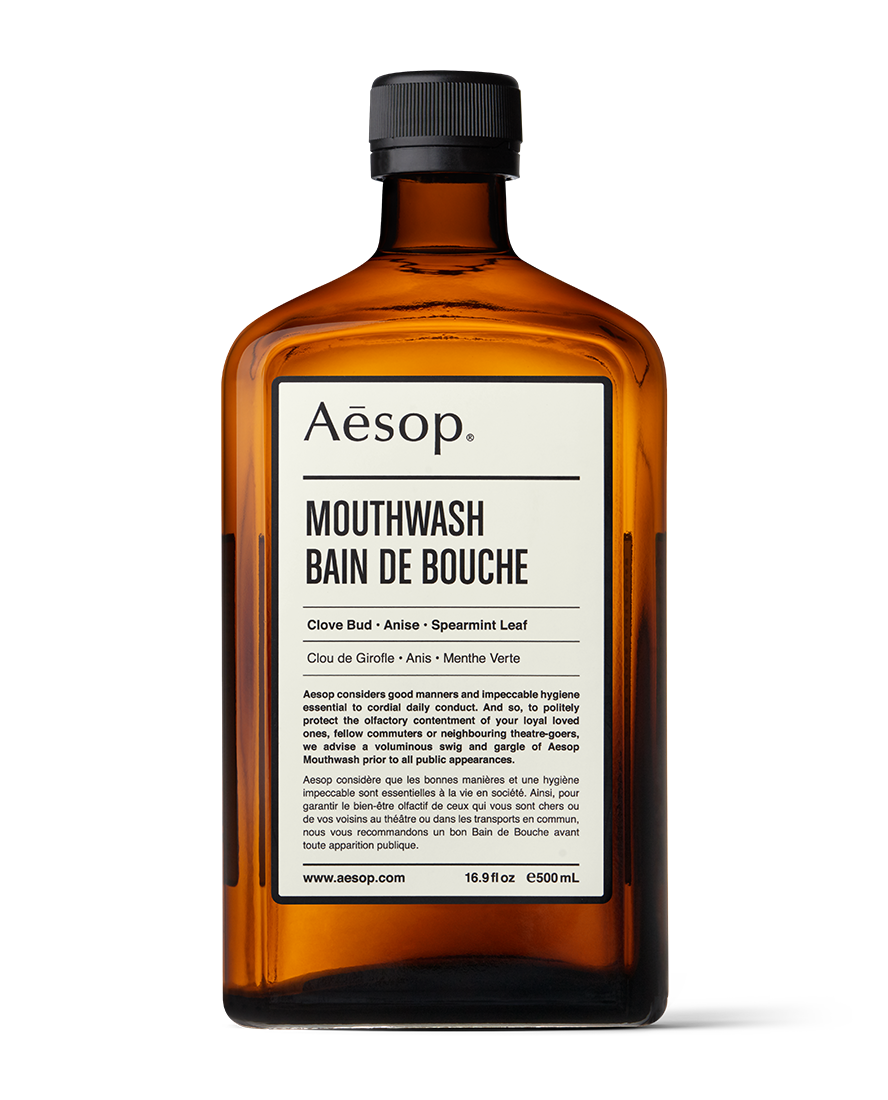 Aēsop®
MOUTHWASH
BAIN DE BOUCHE
Clove Bud • Anise • Spearmint Leaf
Clou de Girofle • Anis • Menthe Verte
Aesop considers good manners and impeccable hygiene
essential to cordial daily conduct. And so, to politely
protect the olfactory contentment of your loyal loved
ones, fellow commuters or neighbouring theatre-goers,
we advise a voluminous swig and gargle of Aesop
Mouthwash prior to all public appearances.
Aesop considère que les bonnes manières et une hygiène
impeccable sont essentielles à la vie en société. Ainsi, pour
garantir le bien-être olfactif de ceux qui vous sont chers ou
de vos voisins au théâtre ou dans les transports en commun,
nous vous recommandons un bon Bain de Bouche avant
toute apparition publique.
www.aesop.com 16.9 fl oz ℮500 mL